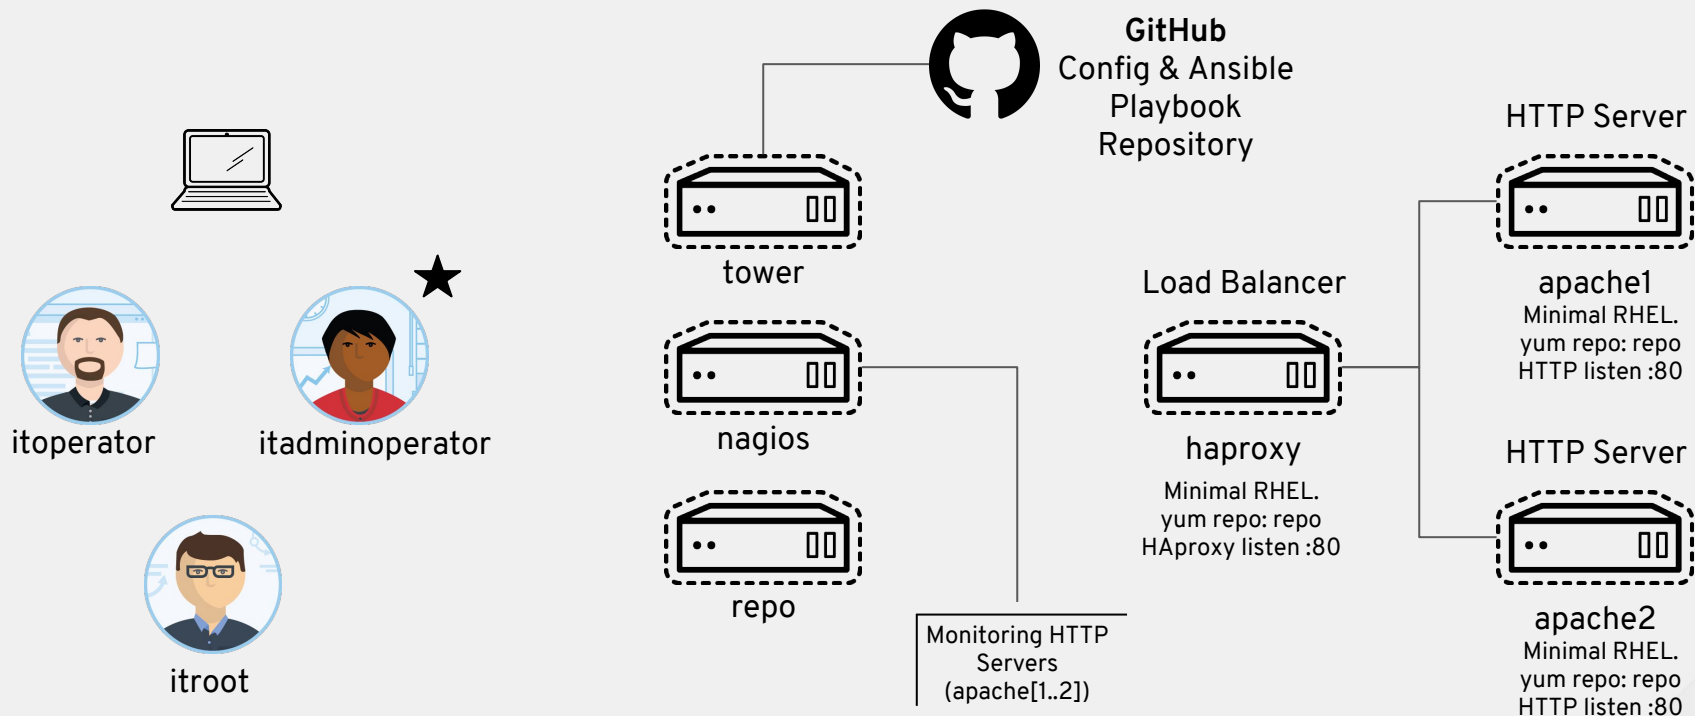 GitHub
Config & Ansible
Playbook
Repository
HTTP Server
tower
Load Balancer
apache1
Minimal RHEL.
yum repo: repo
HTTP listen :80
itoperator
itadminoperator
nagios
haproxy
Minimal RHEL.
yum repo: repo
HAproxy listen :80
HTTP Server
repo
Monitoring HTTP
Servers
(apache[1..2])
apache2
Minimal RHEL.
yum repo: repo
HTTP listen :80
itroot